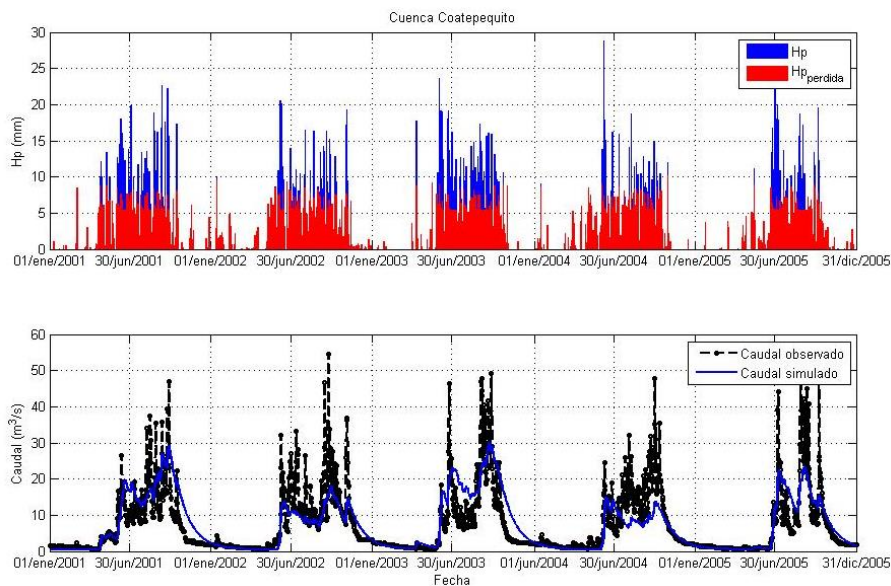 Cuenca Coatepequito
30
25
20
15
10
5
0
Hp (mm)
Hp
Hp_perdida
01/ene/2001 30/jun/2001 01/ene/2002 30/jun/2002 01/ene/2003 30/jun/2003 01/ene/2004 30/jun/2004 01/ene/2005 30/jun/2005 31/dic/2005
60
50
40
30
20
10
0
Caudal (m³/s)
Caudal observado
Caudal simulado
01/ene/2001 30/jun/2001 01/ene/2002 30/jun/2002 01/ene/2003 30/jun/2003 01/jun/2004 30/jun/2004 01/ene/2005 30/jun/2005 31/dic/2005
Fecha